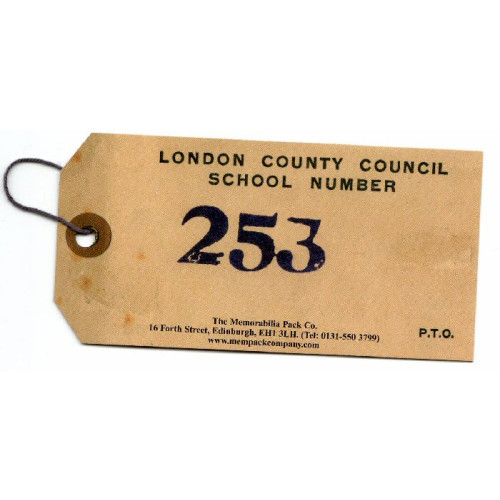 LONDON COUNTY COUNCIL
SCHOOL NUMBER
253
The Memorabilia Pack Co.
16 Forth Street, Edinburgh, EH1 3LH. (Tel: 0131-550 3799)
www.mempackcompany.com
P.T.O.